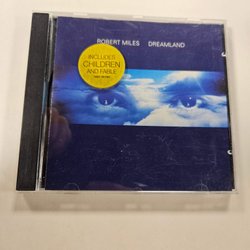 ROBERT MILES DREAMLAND
INCLUDES
CHILDREN
AND FABLE